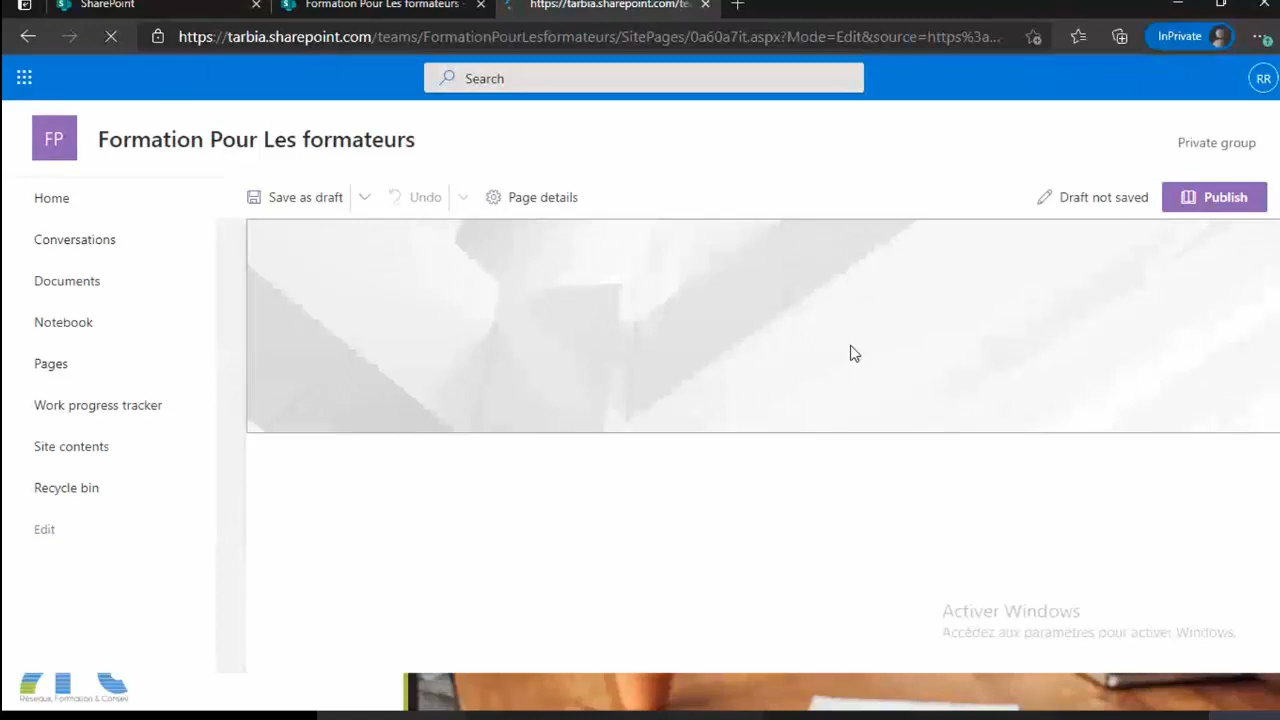 SharePoint
Formation Pour Les formateurs -
https://tarbia.sharepoint.com/te
https://tarbia.sharepoint.com/teams/FormationPourLesformateurs/SitePages/0a60a7it.aspx?Mode=Edit&source=https%3a...
InPrivate
Search
RR
FP
Formation Pour Les formateurs
Private group
Home
Save as draft
Undo
Page details
Draft not saved
Publish
Conversations
Documents
Notebook
Pages
Work progress tracker
Site contents
Recycle bin
Edit
Activer Windows
Accédez aux paramètres pour activer Windows.
Réseaux, Formation & Conseil